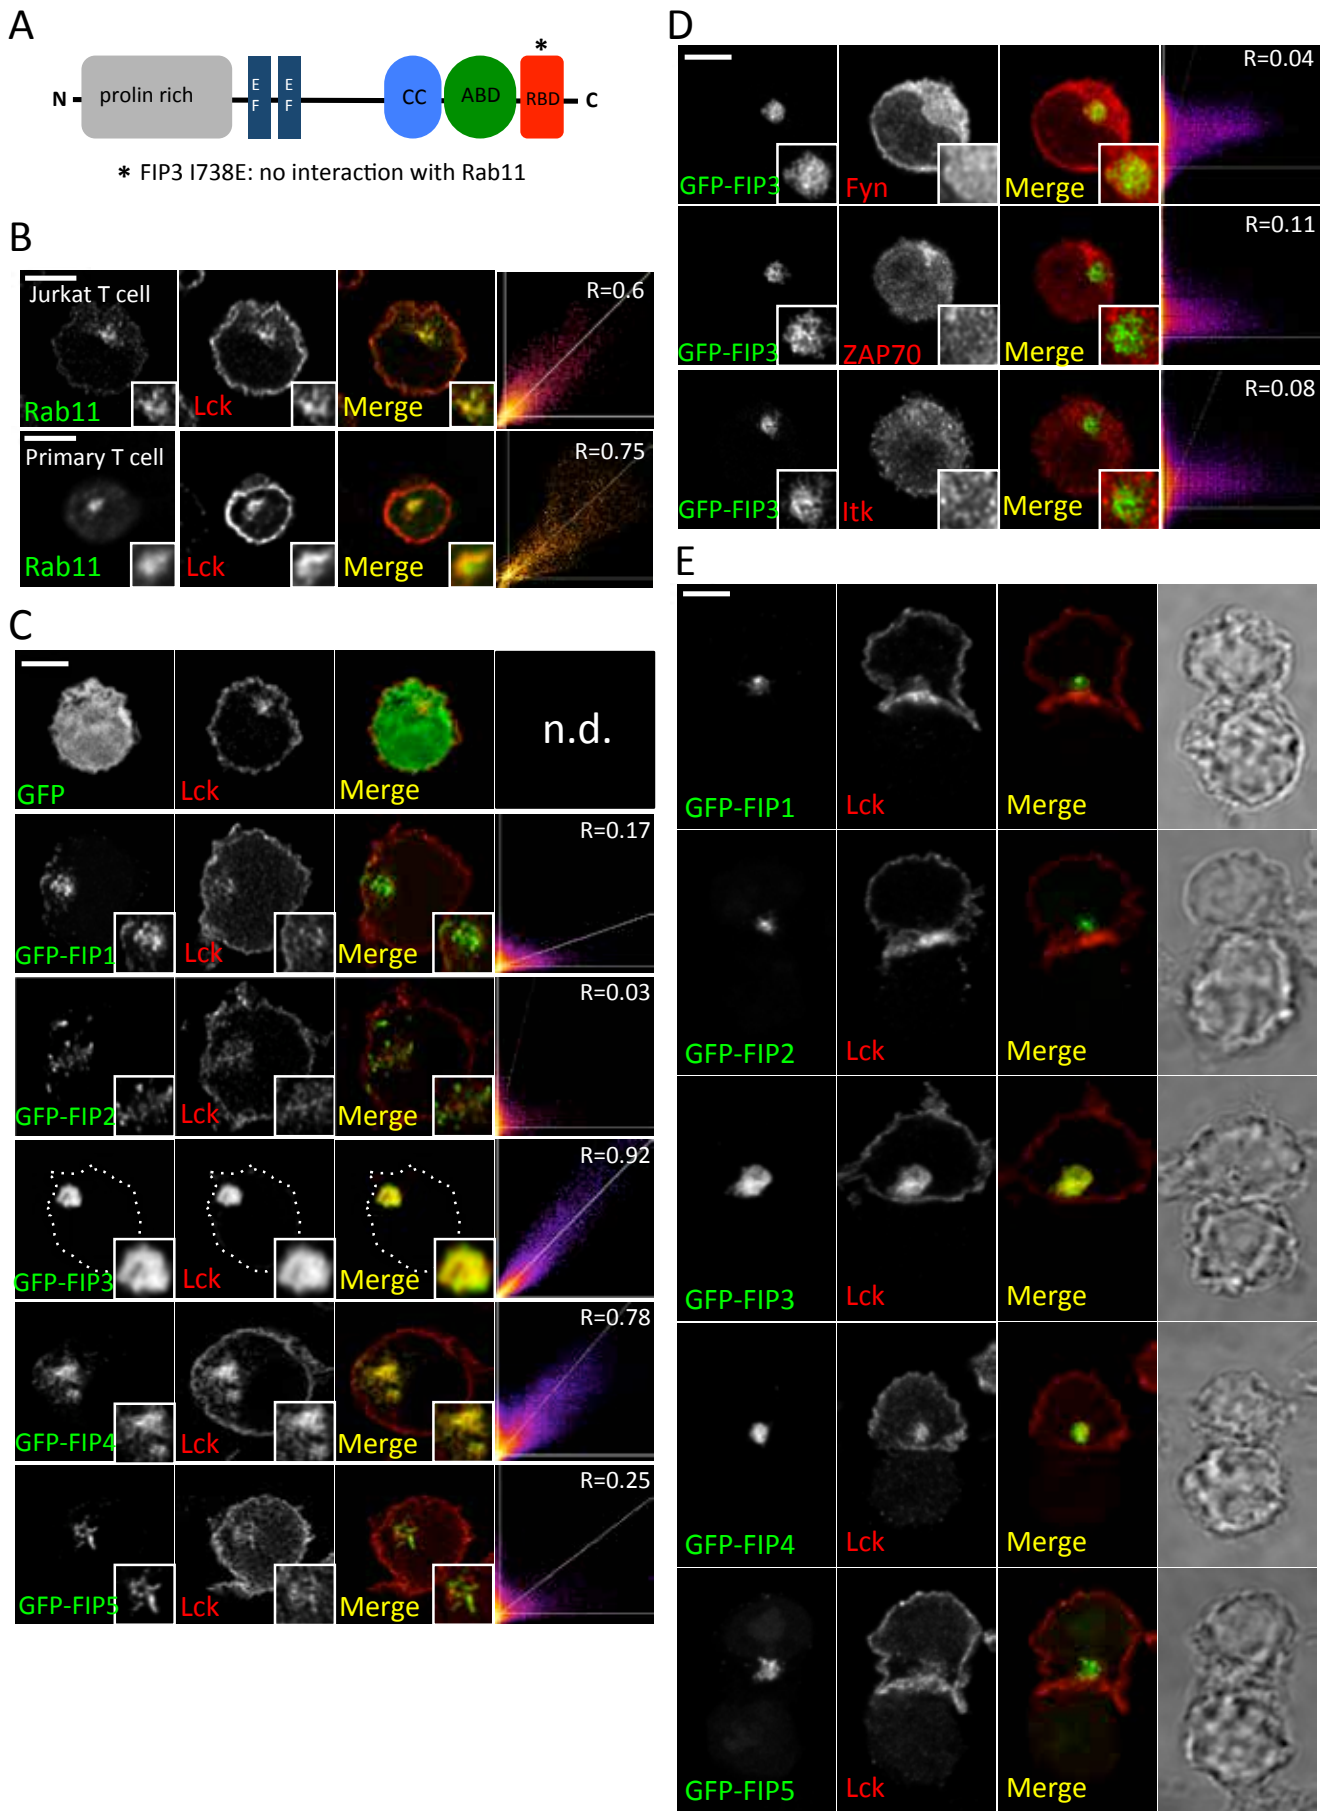 A
N
prolin rich
E F
E F
CC
ABD
*
RBD
C
* FIP3 I738E: no interaction with Rab11
B
Jurkat T cell
Rab11
Lck
Merge
R=0.6
Primary T cell
Rab11
Lck
Merge
R=0.75
C
GFP
Lck
Merge
n.d.
GFP-FIP1
Lck
Merge
R=0.17
GFP-FIP2
Lck
Merge
R=0.03
GFP-FIP3
Lck
Merge
R=0.92
GFP-FIP4
Lck
Merge
R=0.78
GFP-FIP5
Lck
Merge
R=0.25
D
GFP-FIP3
Fyn
Merge
R=0.04
GFP-FIP3
ZAP70
Merge
R=0.11
GFP-FIP3
Itk
Merge
R=0.08
E
GFP-FIP1
Lck
Merge
GFP-FIP2
Lck
Merge
GFP-FIP3
Lck
Merge
GFP-FIP4
Lck
Merge
GFP-FIP5
Lck
Merge